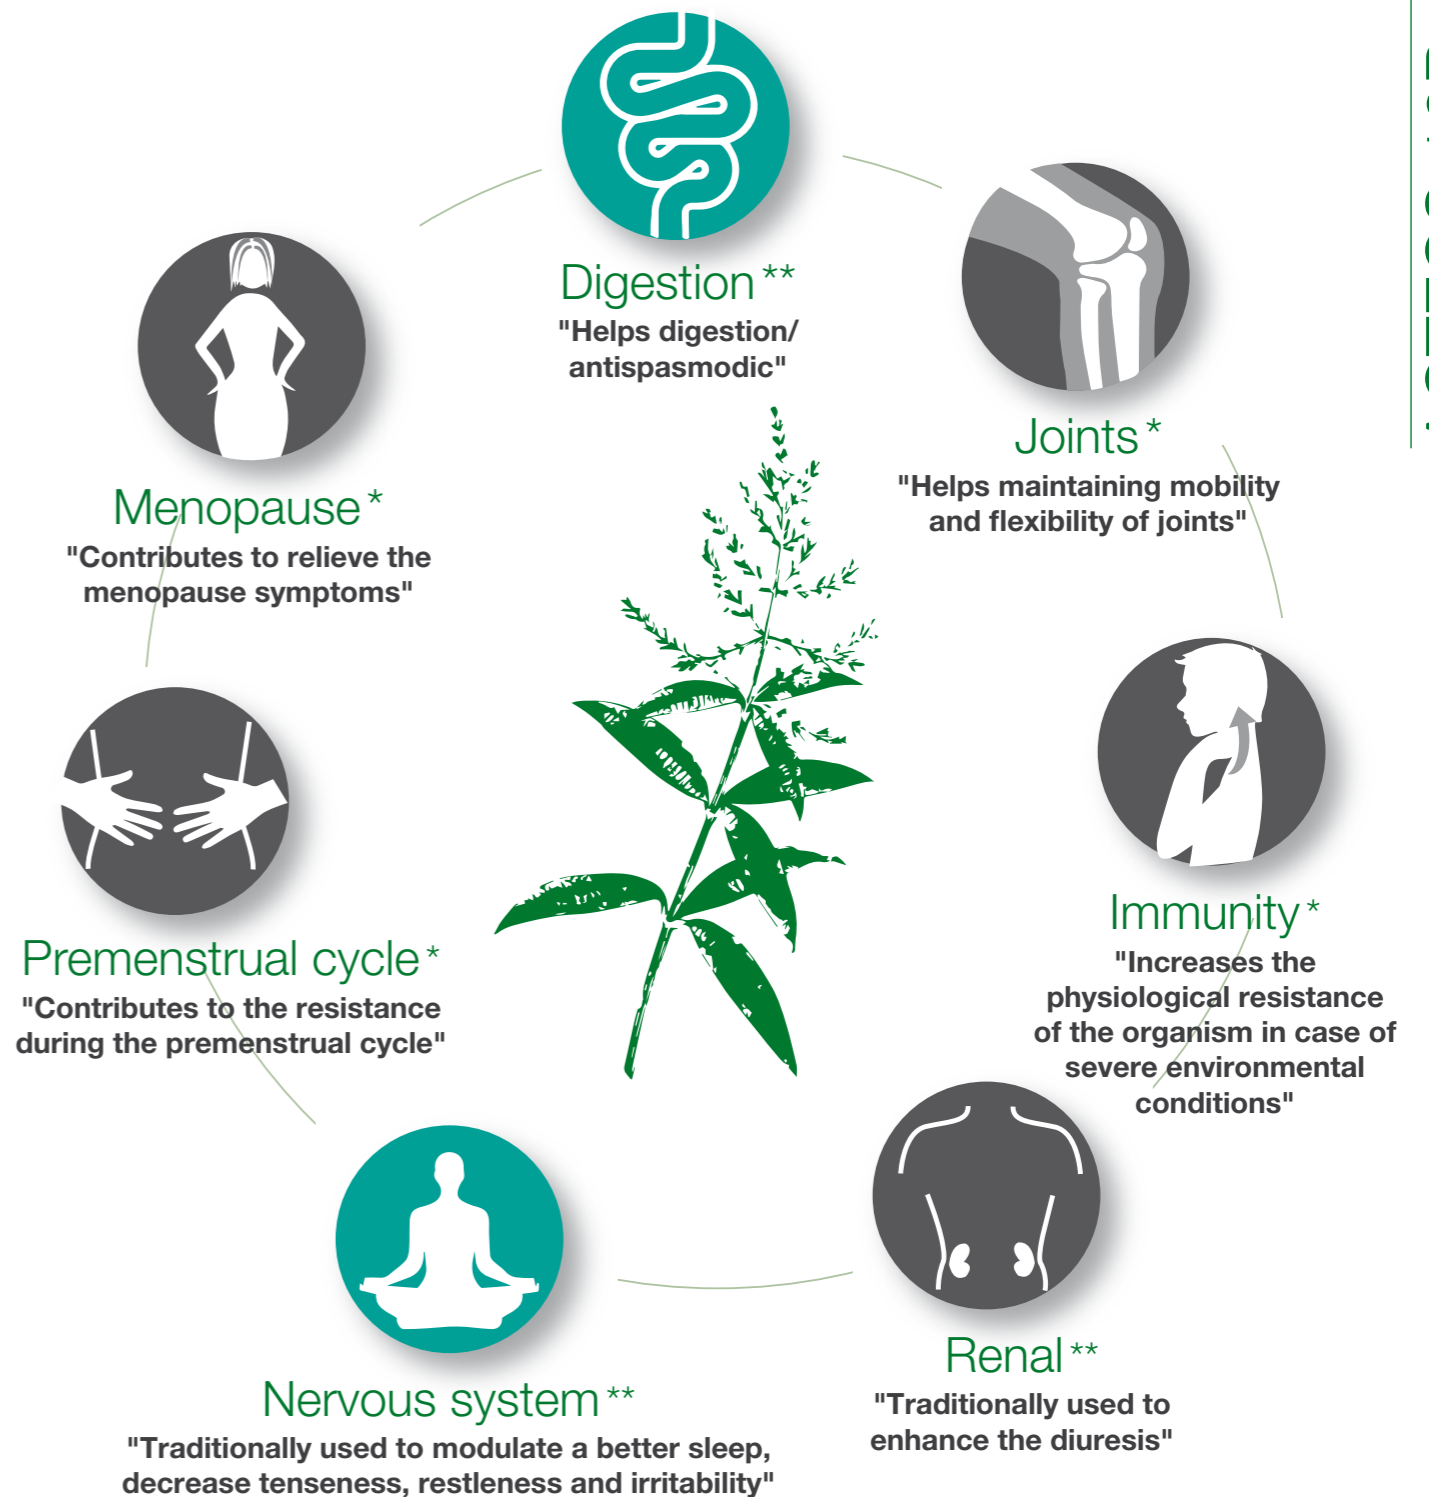 Digestion **
"Helps digestion/
antispasmodic"
Joints *
"Helps maintaining mobility
and flexibility of joints"
Menopause *
"Contributes to relieve the
menopause symptoms"
Immunity *
"Increases the
physiological resistance
of the organism in case of
severe environmental
conditions"
Premenstrual cycle *
"Contributes to the resistance
during the premenstrual cycle"
Renal **
"Traditionally used to
enhance the diuresis"
Nervous system **
"Traditionally used to modulate a better sleep,
decrease tenseness, restleness and irritability"